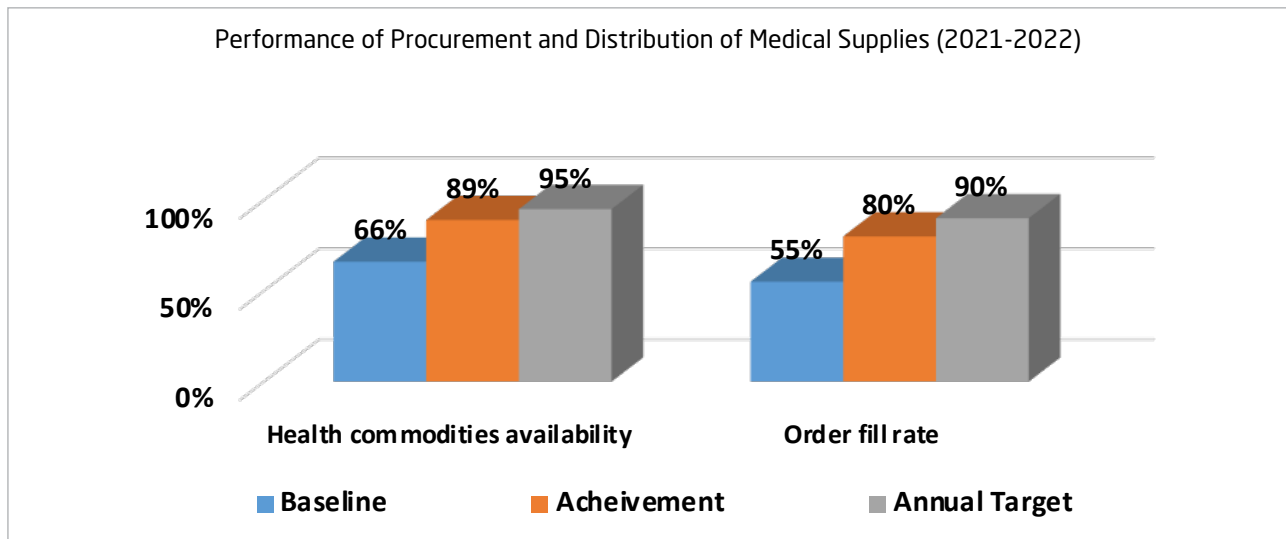 Performance of Procurement and Distribution of Medical Supplies (2021-2022)
100%
50%
0%
66%
89%
95%
55%
80%
90%
Health commodities availability
Order fill rate
Baseline
Acheivement
Annual Target